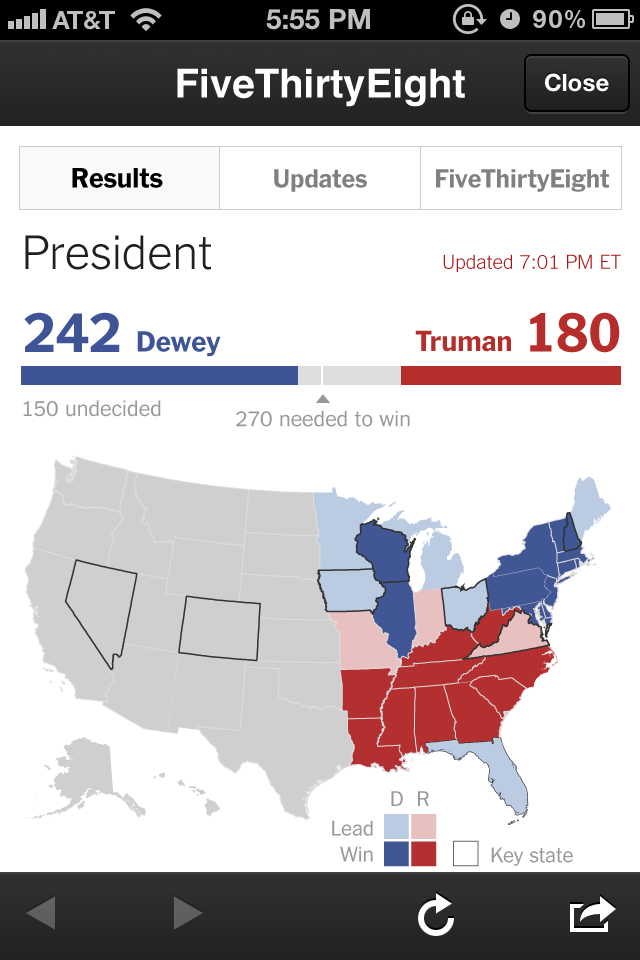 AT&T 5:55 PM 90%
FiveThirtyEight Close
Results Updates FiveThirtyEight
President Updated 7:01 PM ET
242 Dewey Truman 180
150 undecided
270 needed to win
D R
Lead
Win Key state